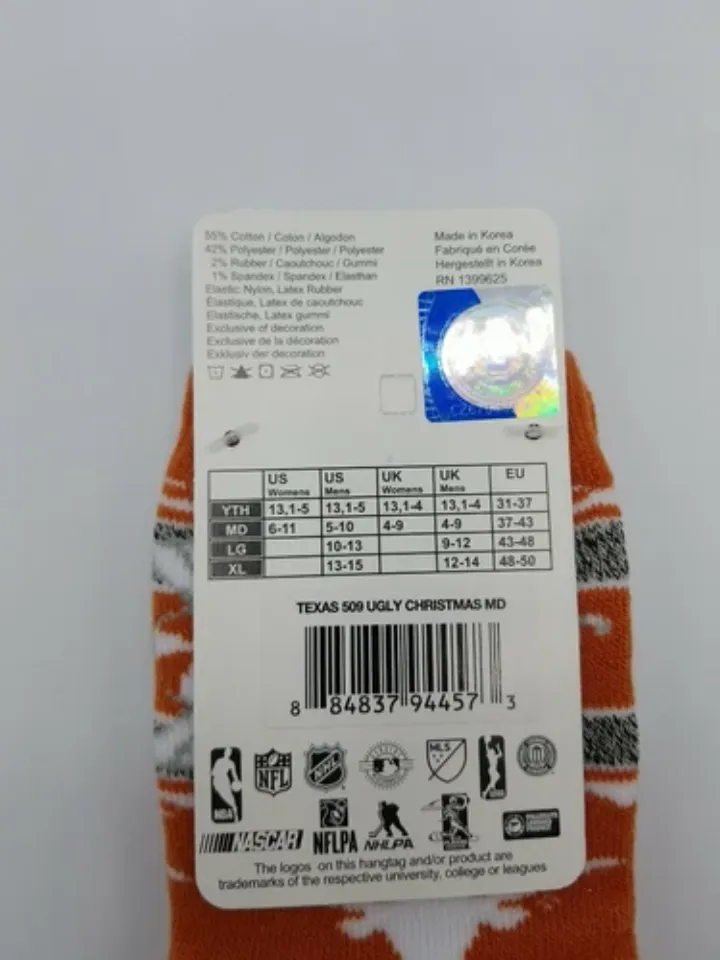 55% Cotton / Coton / Algodon
42% Polyester / Polyester / Polyester
2% Rubber / Caoutchouc / Gummi
1% Spandex / Spandex / Elasthan
Elastic: Nylon, Latex Rubber
Élastique, Latex de caoutchouc
Elastische, Latex gummi
Exclusive of decoration
Exclusive de la décoration
Exklusiv der decoration
Made in Korea
Fabriqué en Corée
Hergestellt in Korea
RN 1399625
US Womens US Mens UK Womens UK Mens EU
YTH 13,1-5 13,1-5 13,1-4 13,1-4 31-37
MD 6-11 5-10 4-9 4-9 37-43
LG 10-13 9-12 43-48
XL 13-15 12-14 48-50
TEXAS 509 UGLY CHRISTMAS MD
8 84837 94457 3
NBA NFL NHL MLS
NASCAR NFLPA NHLPA
The logos on this hangtag and/or product are
trademarks of the respective university, college or leagues